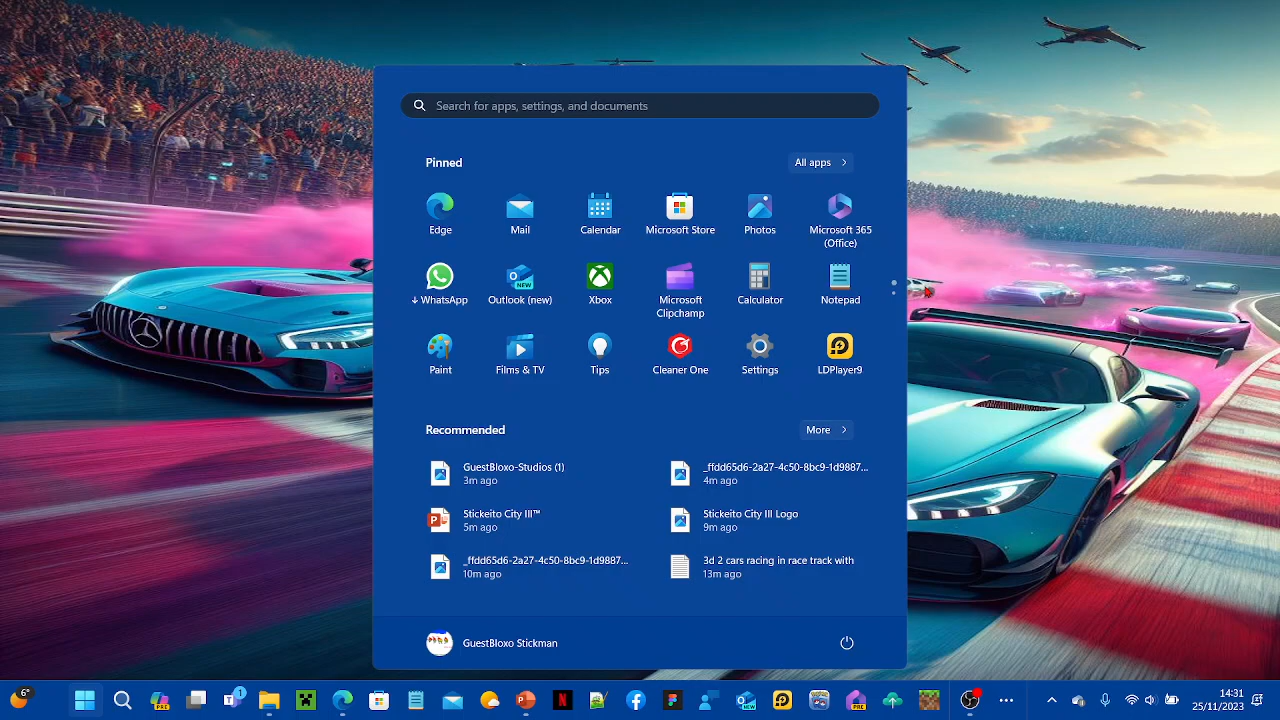 Search for apps, settings, and documents
Pinned
All apps
Edge
Mail
Calendar
Microsoft Store
Photos
Microsoft 365
(Office)
WhatsApp
Outlook (new)
Xbox
Microsoft
Clipchamp
Calculator
Notepad
Paint
Films & TV
Tips
Cleaner One
Settings
LDPlayer9
Recommended
More
GuestBloxo-Studios (1)
3m ago
_ffdd65d6-2a27-4c50-8bc9-1d9887...
4m ago
Stickeito City III™
5m ago
Stickeito City III Logo
9m ago
_ffdd65d6-2a27-4c50-8bc9-1d9887...
10m ago
3d 2 cars racing in race track with
13m ago
GuestBloxo Stickman
6°
14:31
25/11/2023